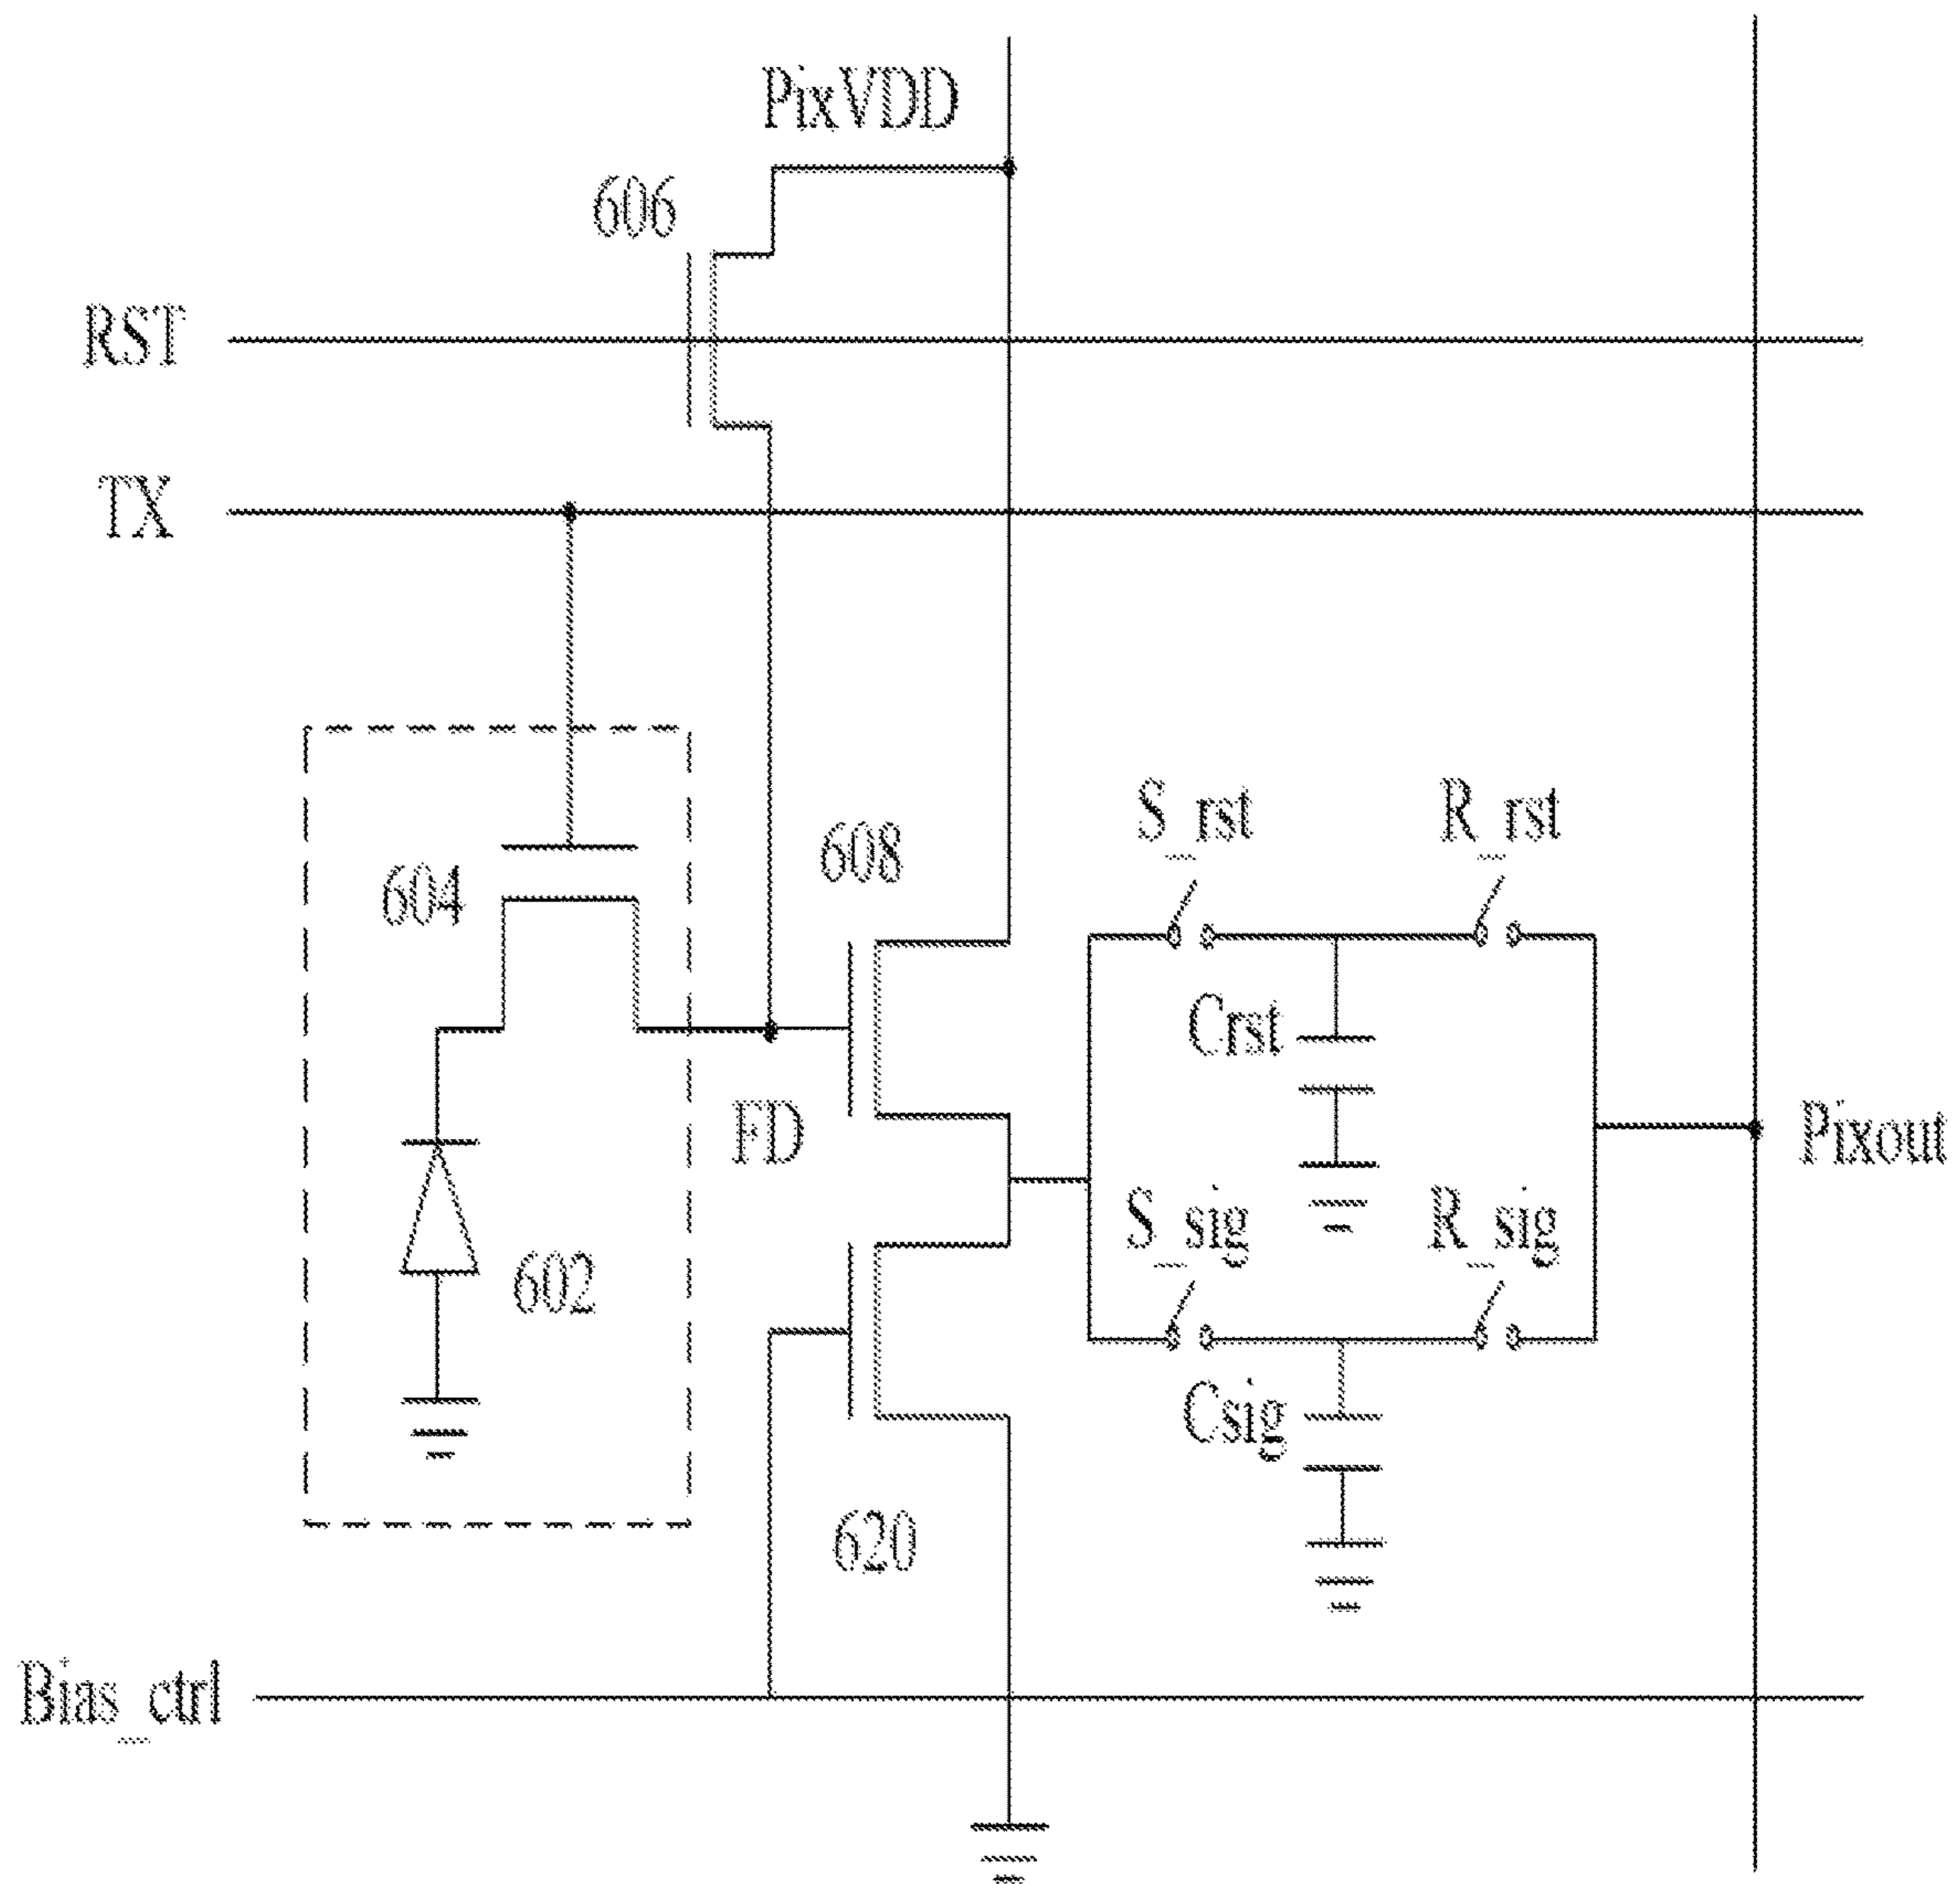 PixVDD
606
RST
TX
S_rst
R_rst
608
604
Crst
FD
Pixout
S_sig
R_sig
602
Csig
620
Bias_ctrl